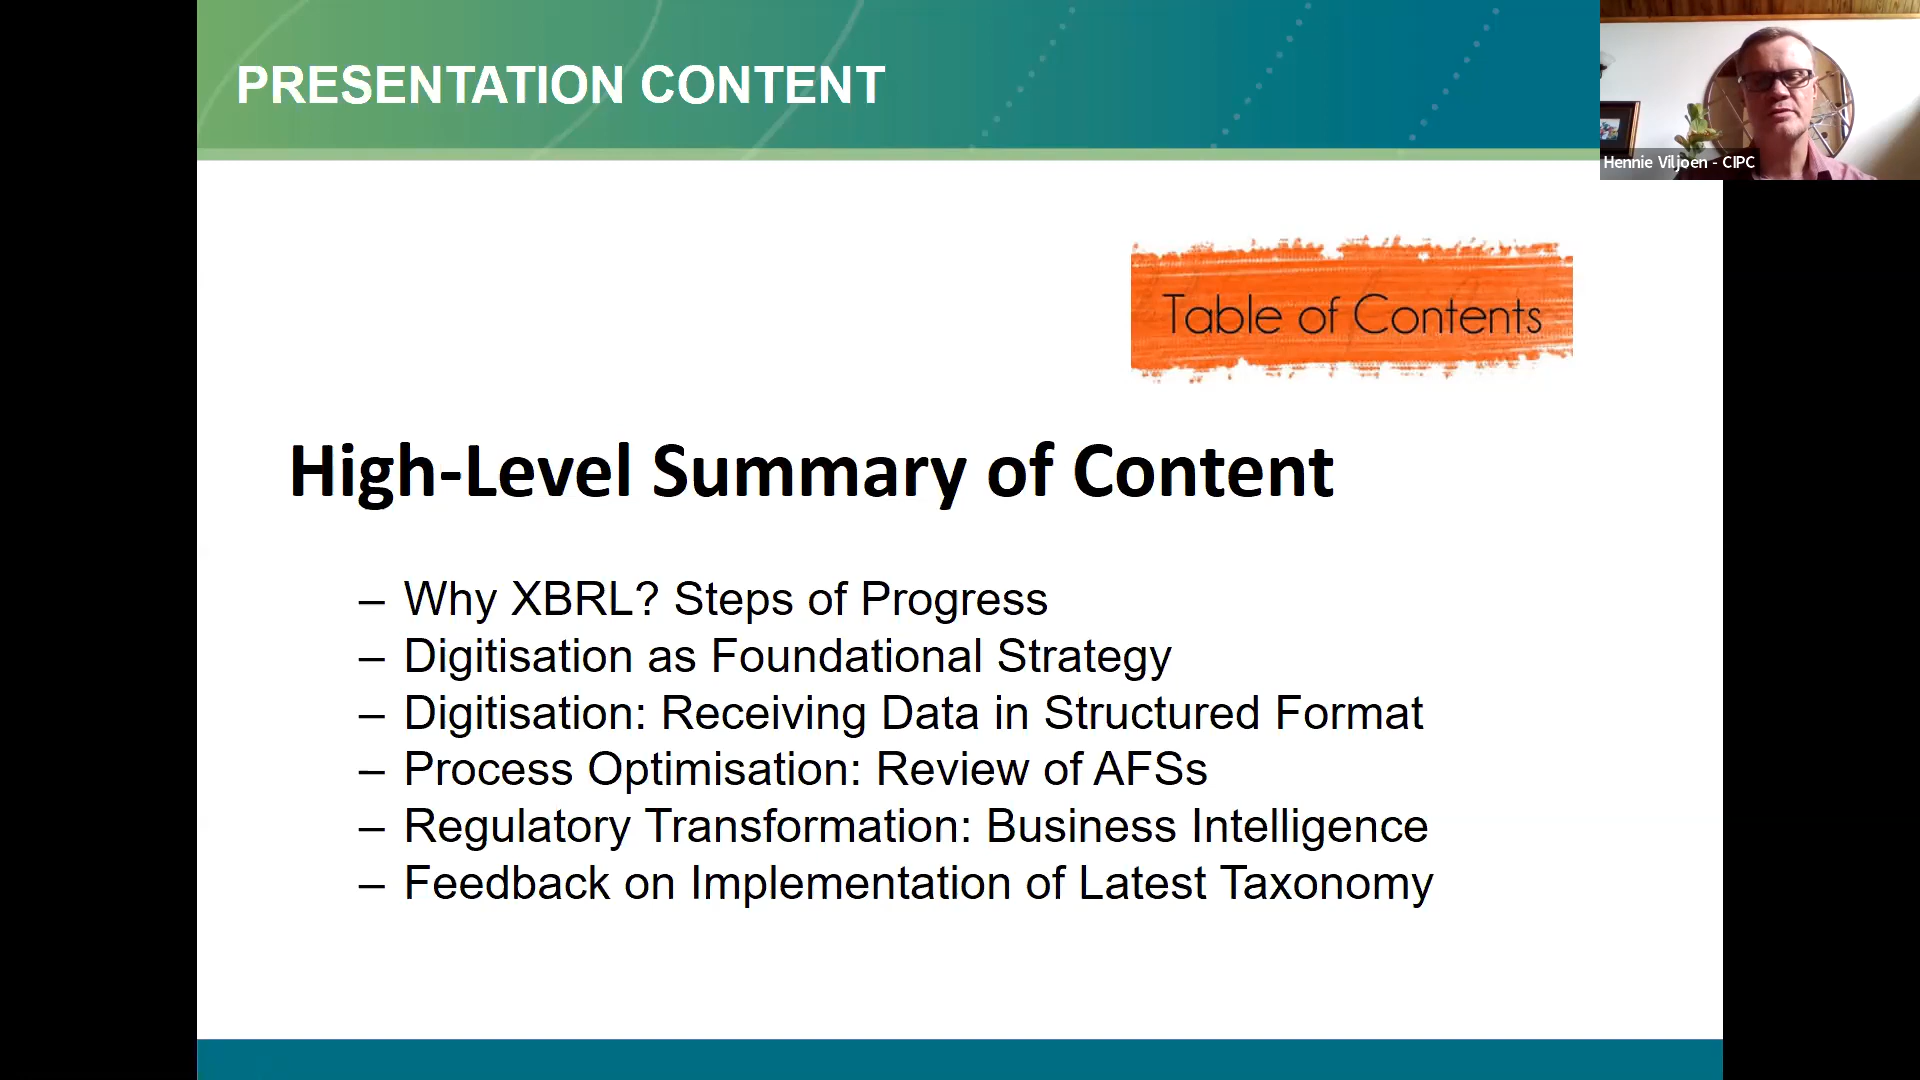 PRESENTATION CONTENT
Hennie Viljoen - CIPC
Table of Contents
High-Level Summary of Content
– Why XBRL? Steps of Progress
– Digitisation as Foundational Strategy
– Digitisation: Receiving Data in Structured Format
– Process Optimisation: Review of AFSs
– Regulatory Transformation: Business Intelligence
– Feedback on Implementation of Latest Taxonomy